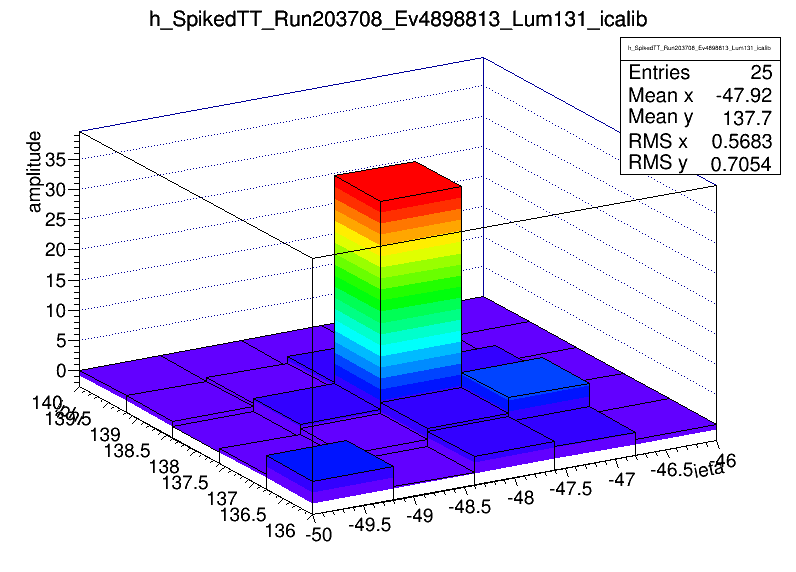 h_SpikedTT_Run203708_Ev4898813_Lum131_icalib
h_SpikedTT_Run203708_Ev4898813_Lum131_icalib
Entries 25
Mean x -47.92
Mean y 137.7
RMS x 0.5683
RMS y 0.7054
amplitude
35
30
25
20
15
10
5
0
140
139.5
139
138.5
138
137.5
137
136.5
136
iphi
-50
-49.5
-49
-48.5
-48
-47.5
-47
-46.5
-46
ieta